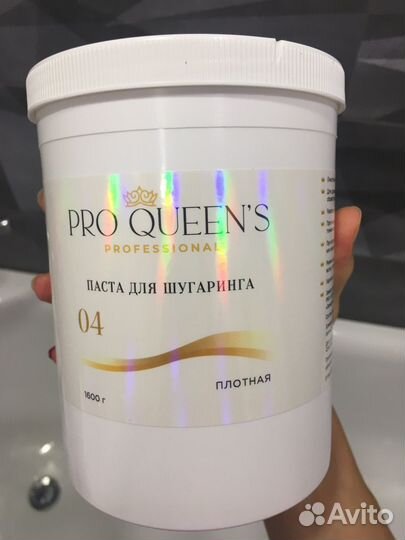 PRO QUEEN'S
PROFESSIONAL
ПАСТА ДЛЯ ШУГАРИНГА
04
ПЛОТНАЯ
1600 г
Avito